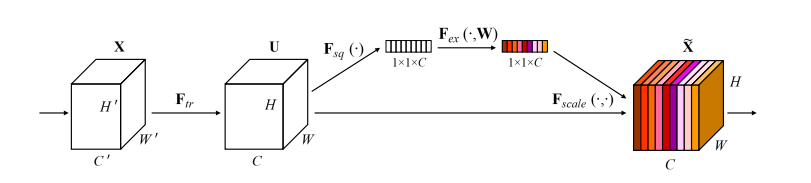 X
U
X̃
F_sq (·)
F_ex (·,W)
1×1×C
1×1×C
H′
F_tr
H
F_scale (·,·)
H
W′
W
W
C′
C
C